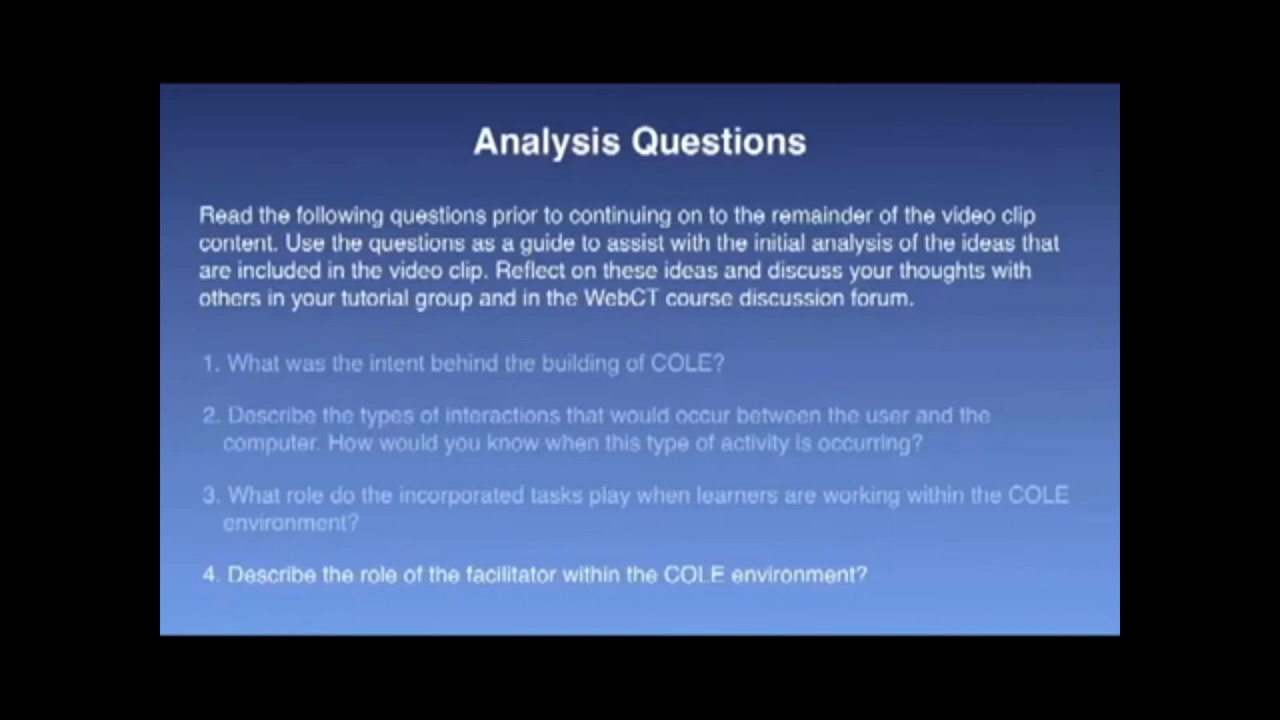 Analysis Questions
Read the following questions prior to continuing on to the remainder of the video clip
content. Use the questions as a guide to assist with the initial analysis of the ideas that
are included in the video clip. Reflect on these ideas and discuss your thoughts with
others in your tutorial group and in the WebCT course discussion forum.
1. What was the intent behind the building of COLE?
2. Describe the types of interactions that would occur between the user and the
computer. How would you know when this type of activity is occurring?
3. What role do the incorporated tasks play when learners are working within the COLE
environment?
4. Describe the role of the facilitator within the COLE environment?